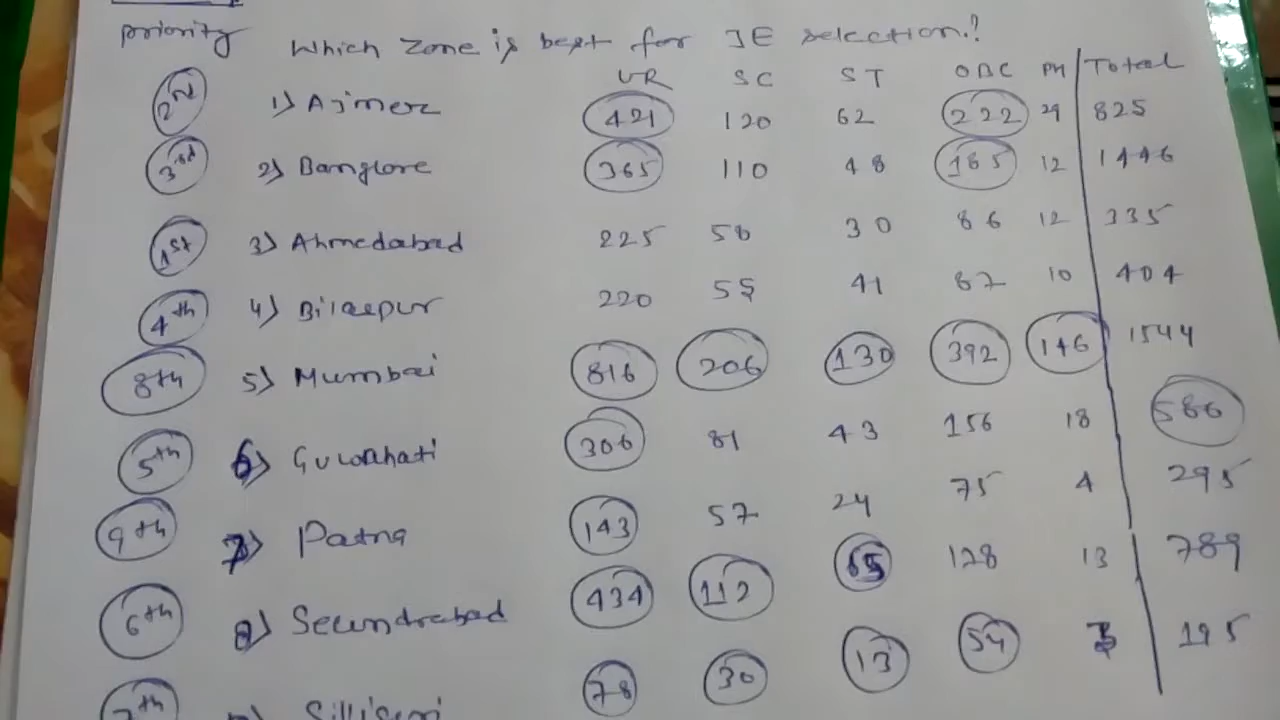 priority Which Zone is best for JE selection.?
UR SC ST OBC PH Total
2nd 1) Ajmer 421 120 62 222 29 825
3rd 2) Banglore 365 110 48 185 12 1446
1st 3) Ahmedabad 225 58 30 86 12 335
4th 4) Bilaspur 220 55 41 87 10 404
8th 5) Mumbai 816 206 130 392 146 1544
5th 6) Guwahati 306 81 43 156 18 586
9th 7) Patna 143 57 24 75 4 295
6th 8) Secundrabad 434 112 65 128 13 789
7th Silliguri 78 30 13 54 195